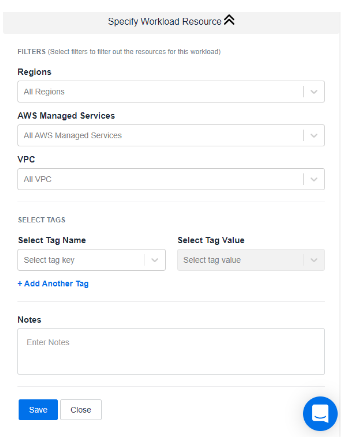 Specify Workload Resource
FILTERS (Select filters to filter out the resources for this workload)
Regions
All Regions
AWS Managed Services
All AWS Managed Services
VPC
All VPC
SELECT TAGS
Select Tag Name Select Tag Value
Select tag key Select tag value
+ Add Another Tag
Notes
Enter Notes
Save Close